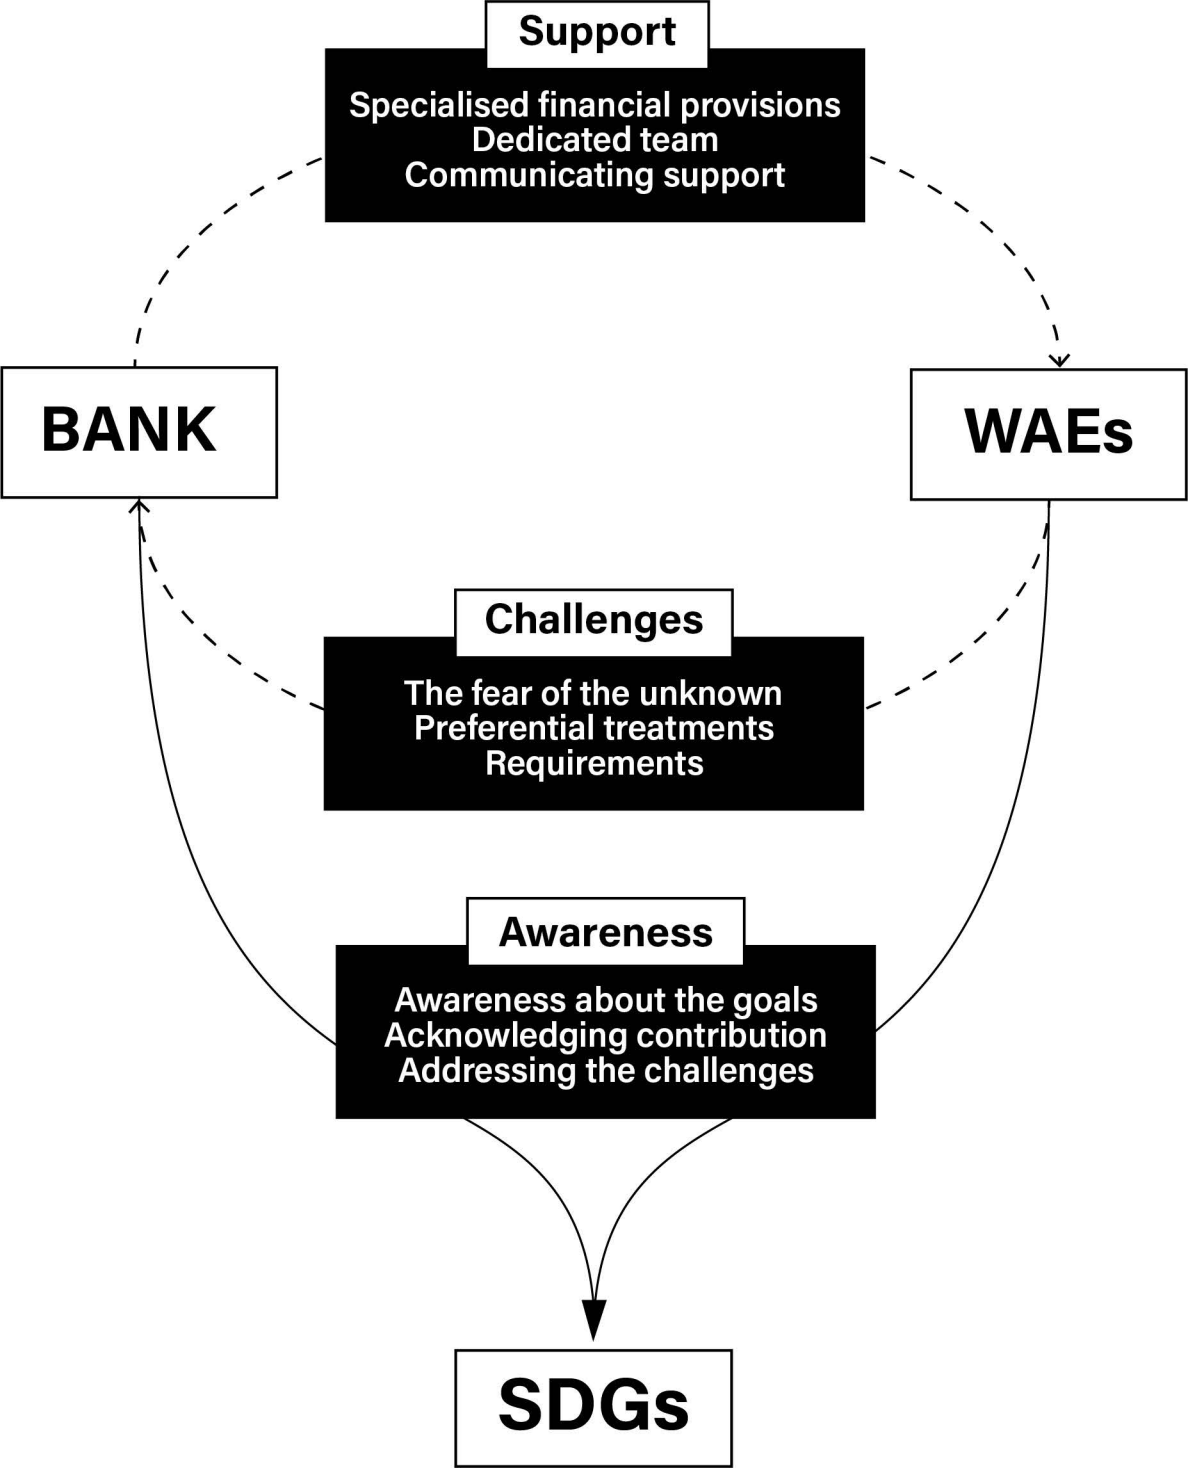 Support
Specialised financial provisions
Dedicated team
Communicating support
BANK
WAEs
Challenges
The fear of the unknown
Preferential treatments
Requirements
Awareness
Awareness about the goals
Acknowledging contribution
Addressing the challenges
SDGs